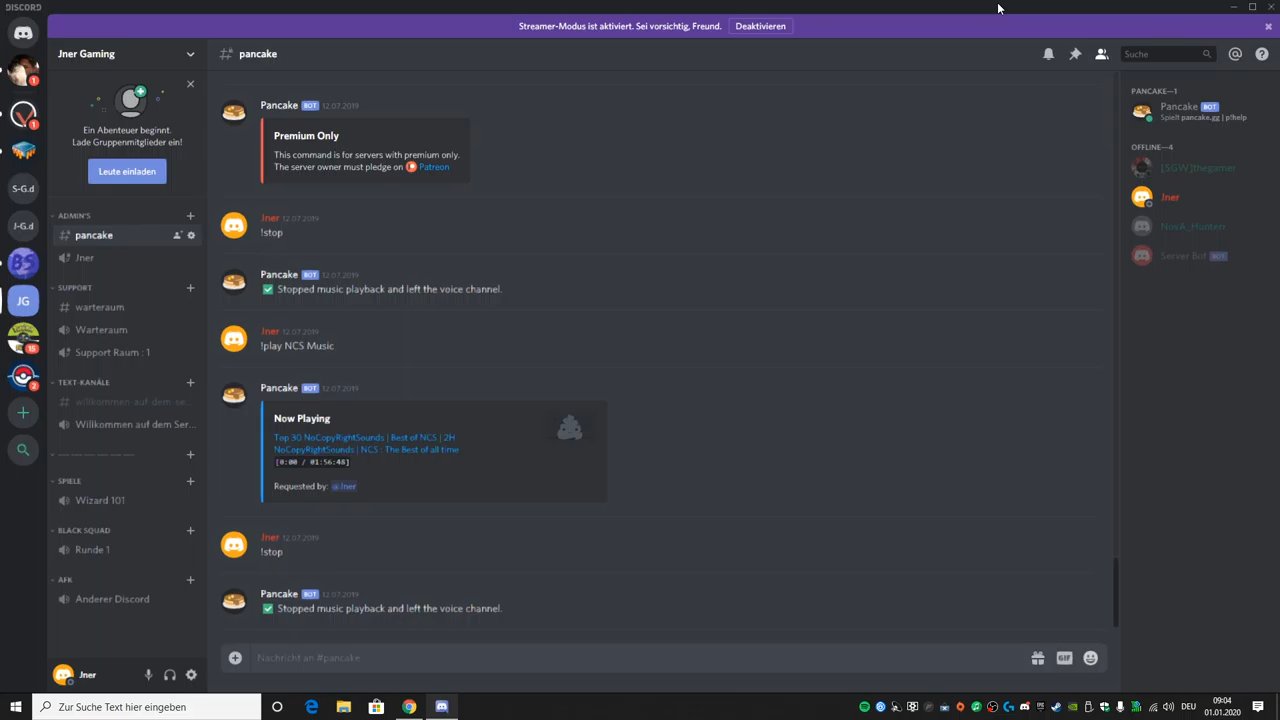 DISCORD
Streamer-Modus ist aktiviert. Sei vorsichtig, Freund.
Deaktivieren
Jner Gaming
pancake
Suche
1
1
S-G.d
J-G.d
BS
JG
15
2
Ein Abenteuer beginnt.
Lade Gruppenmitglieder ein!
Leute einladen
ADMIN'S
pancake
Jner
SUPPORT
warteraum
Warteraum
Support Raum : 1
TEXT-KANÄLE
willkommen-auf-dem-se...
Willkommen auf dem Ser...
SPIELE
Wizard 101
BLACK SQUAD
Runde 1
AFK
Anderer Discord
Jner
Pancake BOT 12.07.2019
Premium Only
This command is for servers with premium only.
The server owner must pledge on Patreon
Jner 12.07.2019
!stop
Pancake BOT 12.07.2019
Stopped music playback and left the voice channel.
Jner 12.07.2019
!play NCS Music
Pancake BOT 12.07.2019
Now Playing
Top 30 NoCopyRightSounds | Best of NCS | 2H
NoCopyRightSounds | NCS : The Best of all time
[0:00 / 01:56:48]
Requested by: @Jner
Jner 12.07.2019
!stop
Pancake BOT 12.07.2019
Stopped music playback and left the voice channel.
Nachricht an #pancake
GIF
PANCAKE—1
Pancake BOT
Spielt pancake.gg | p!help
OFFLINE—4
[SGW]thegamer
Jner
NovA_Hunterr
Server Bot BOT
Zur Suche Text hier eingeben
DEU
09:04
01.01.2020